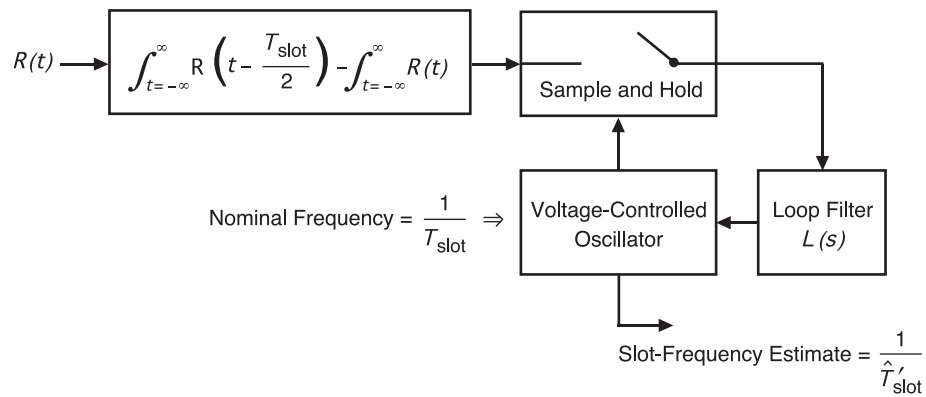 R(t)
∫_{t=-∞}^{∞} R (t - T_slot/2) - ∫_{t=-∞}^{∞} R(t)
Sample and Hold
Nominal Frequency = 1/T_slot ⇒
Voltage-Controlled
Oscillator
Loop Filter
L(s)
Slot-Frequency Estimate = 1/T̂′_slot